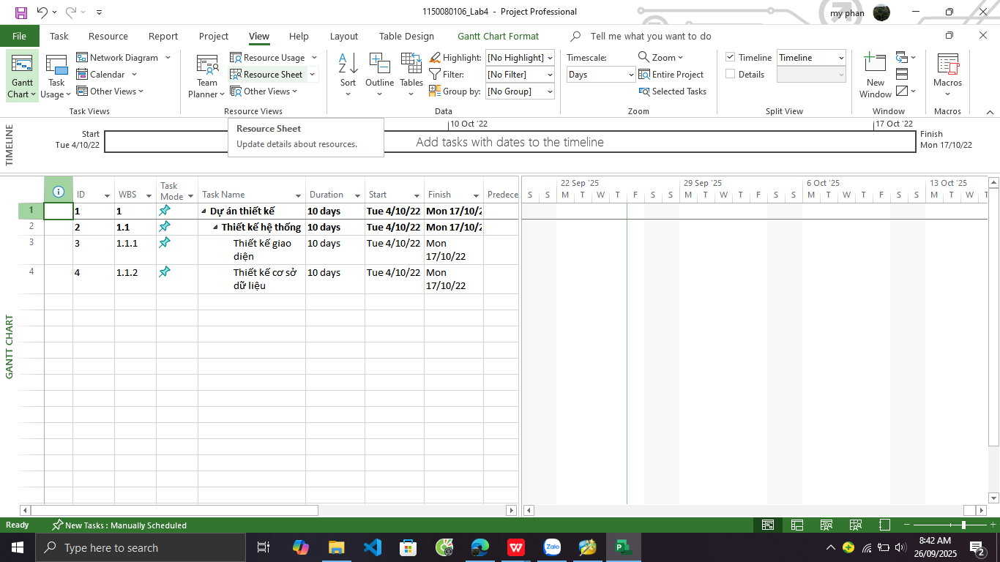 1150080106_Lab4 - Project Professional
my phan
File Task Resource Report Project View Help Layout Table Design Gantt Chart Format Tell me what you want to do
Gantt Chart
Task Usage
Network Diagram
Calendar
Other Views
Task Views
Team Planner
Resource Usage
Resource Sheet
Other Views
Resource Views
Sort
Outline
Tables
Highlight: [No Highlight]
Filter: [No Filter]
Group by: [No Group]
Data
Timescale:
Days
Zoom
Entire Project
Selected Tasks
Zoom
Timeline Timeline
Details
Split View
New Window
Window
Macros
Macros
Resource Sheet
Update details about resources.
TIMELINE
Start
Tue 4/10/22
10 Oct '22
17 Oct '22
Add tasks with dates to the timeline
Finish
Mon 17/10/22
ID WBS Task Mode Task Name Duration Start Finish Predece
22 Sep '25 29 Sep '25 6 Oct '25 13 Oct '25
S S M T W T F S S M T W T F S S M T W T F S S M T W T
1 1 1 Dự án thiết kế 10 days Tue 4/10/22 Mon 17/10/2
2 2 1.1 Thiết kế hệ thống 10 days Tue 4/10/22 Mon 17/10/2
3 3 1.1.1 Thiết kế giao diện 10 days Tue 4/10/22 Mon 17/10/22
4 4 1.1.2 Thiết kế cơ sở dữ liệu 10 days Tue 4/10/22 Mon 17/10/22
GANTT CHART
Ready New Tasks : Manually Scheduled
Type here to search
Zalo
8:42 AM
26/09/2025
2